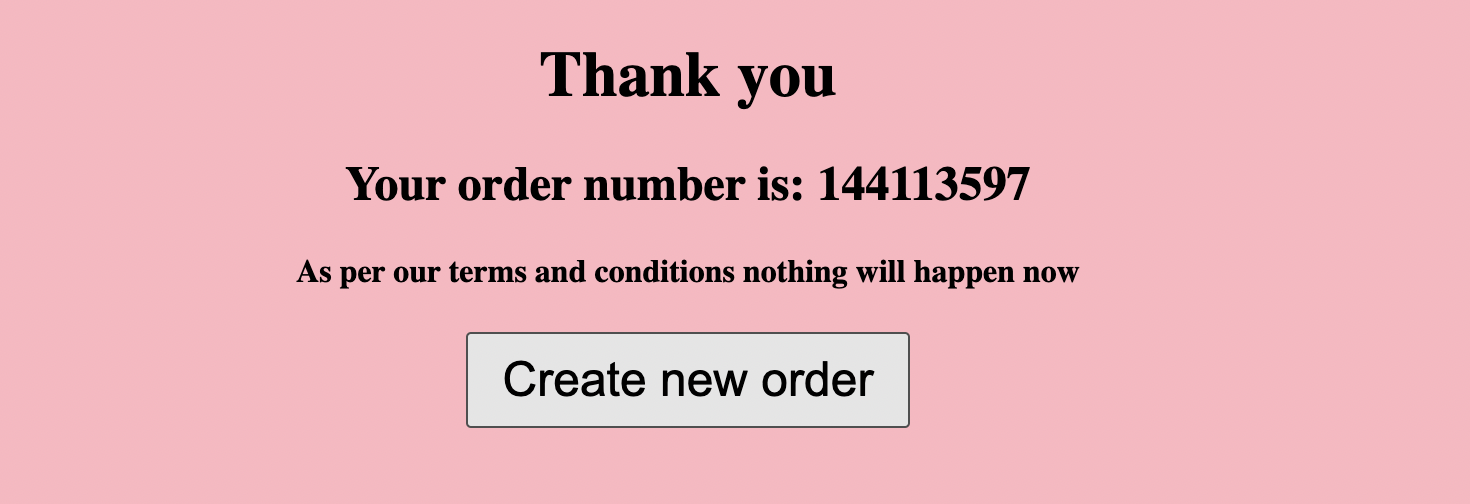 Thank you
Your order number is: 144113597
As per our terms and conditions nothing will happen now
Create new order